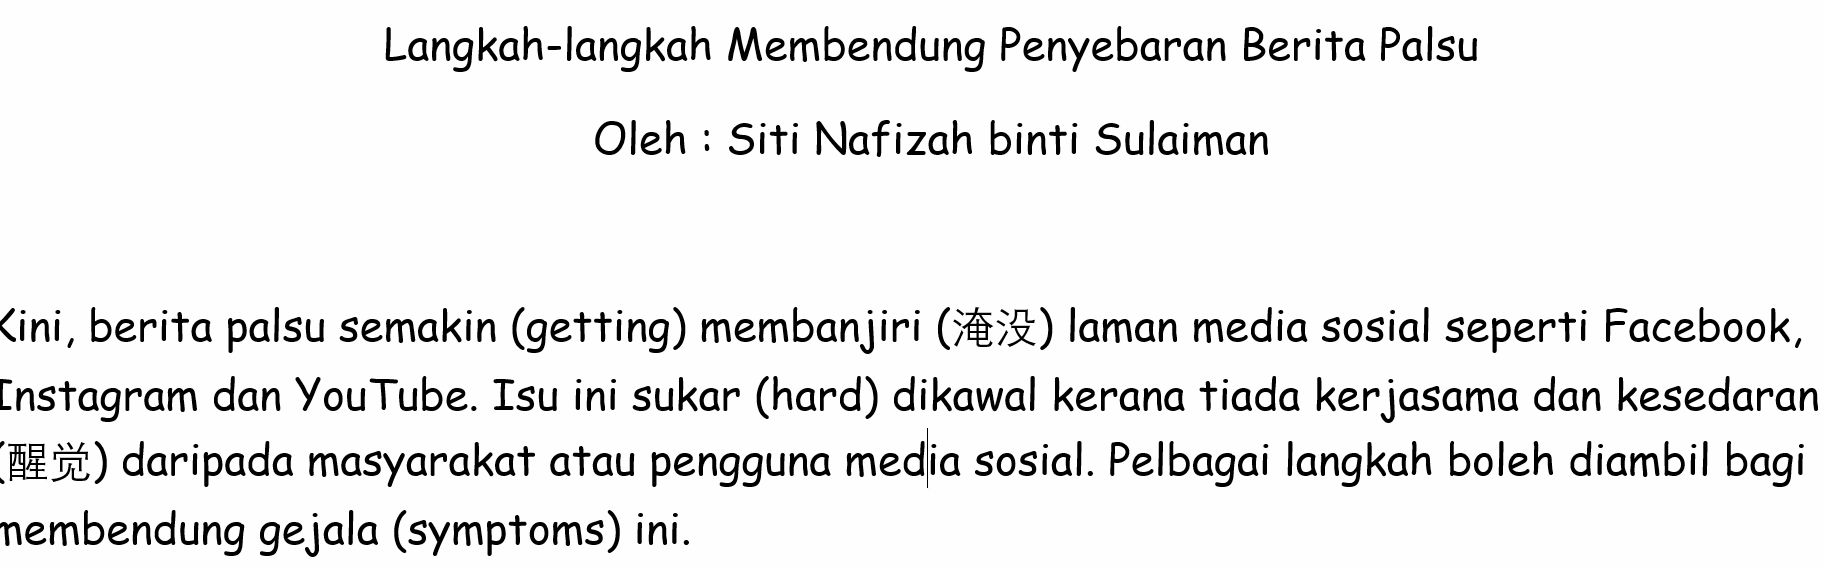 Langkah-langkah Membendung Penyebaran Berita Palsu
Oleh : Siti Nafizah binti Sulaiman
Kini, berita palsu semakin (getting) membanjiri (淹没) laman media sosial seperti Facebook,
Instagram dan YouTube. Isu ini sukar (hard) dikawal kerana tiada kerjasama dan kesedaran
(醒觉) daripada masyarakat atau pengguna media sosial. Pelbagai langkah boleh diambil bagi
membendung gejala (symptoms) ini.